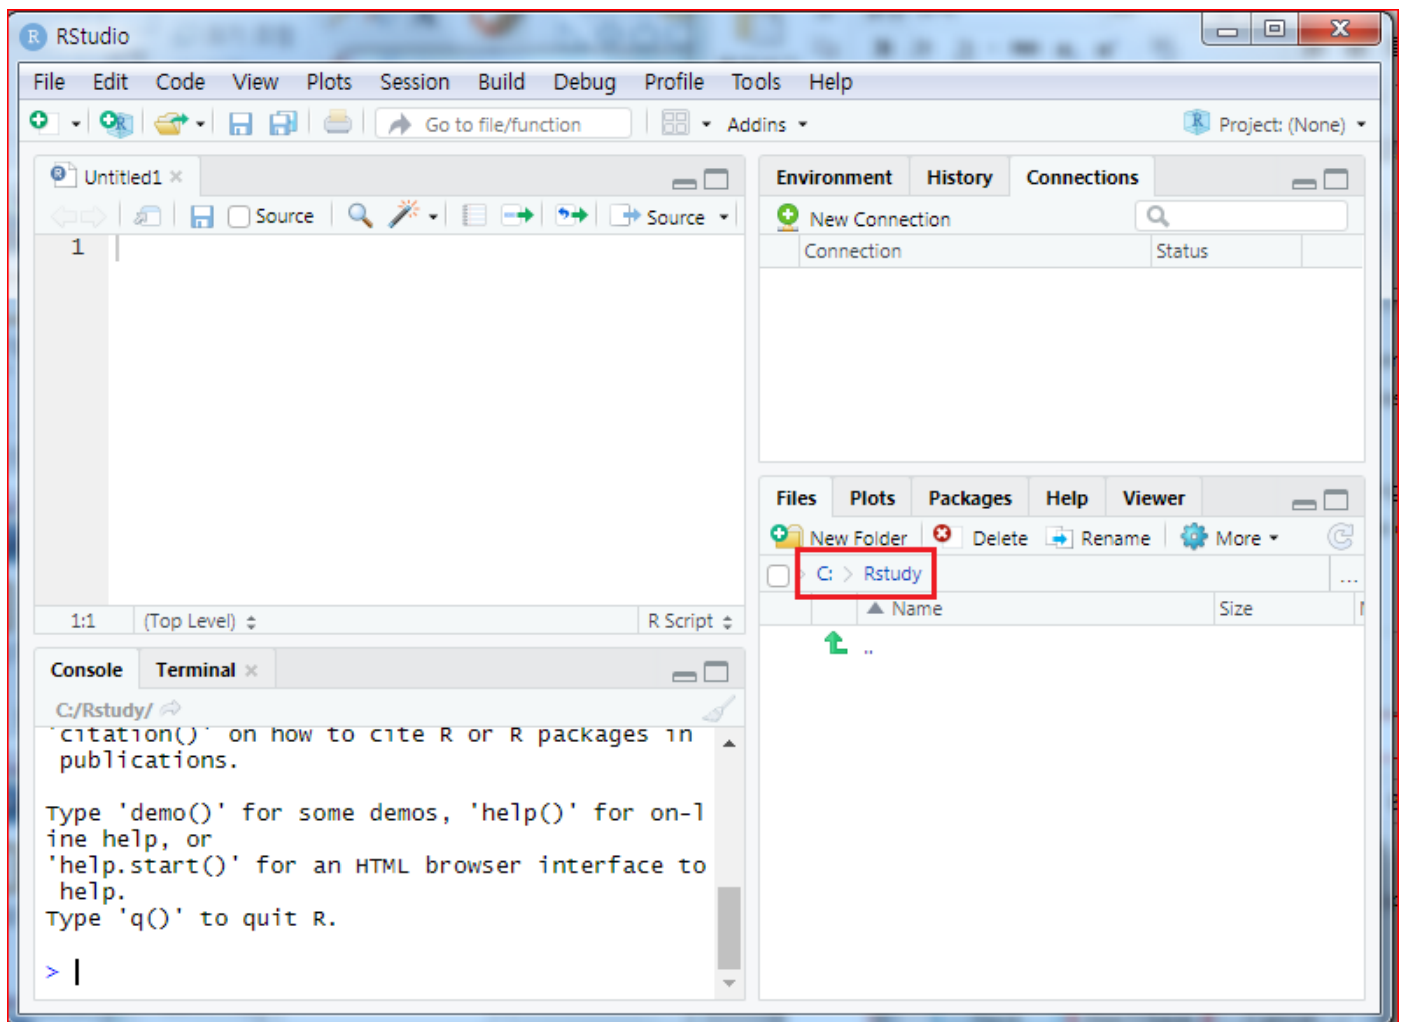 RStudio
File Edit Code View Plots Session Build Debug Profile Tools Help
Go to file/function Addins Project: (None)
Untitled1
Source Source
1
1:1 (Top Level) R Script
Console Terminal
C:/Rstudy/
'citation()' on how to cite R or R packages in
publications.
Type 'demo()' for some demos, 'help()' for on-l
ine help, or
'help.start()' for an HTML browser interface to
help.
Type 'q()' to quit R.
>
Environment History Connections
New Connection
Connection Status
Files Plots Packages Help Viewer
New Folder Delete Rename More
C: > Rstudy ...
Name Size
..